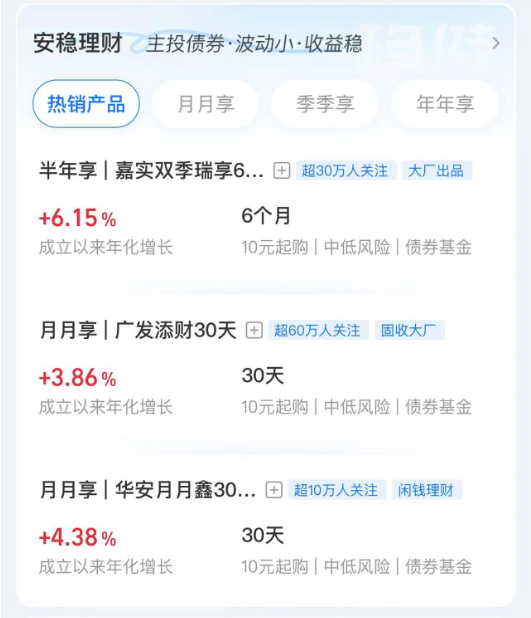 安稳理财 主投债券·波动小·收益稳
热销产品 月月享 季季享 年年享
半年享 | 嘉实双季瑞享6... 超30万人关注 大厂出品
+6.15% 6个月
成立以来年化增长 10元起购 | 中低风险 | 债券基金
月月享 | 广发添财30天 超60万人关注 固收大厂
+3.86% 30天
成立以来年化增长 10元起购 | 中低风险 | 债券基金
月月享 | 华安月月鑫30... 超10万人关注 闲钱理财
+4.38% 30天
成立以来年化增长 10元起购 | 中低风险 | 债券基金